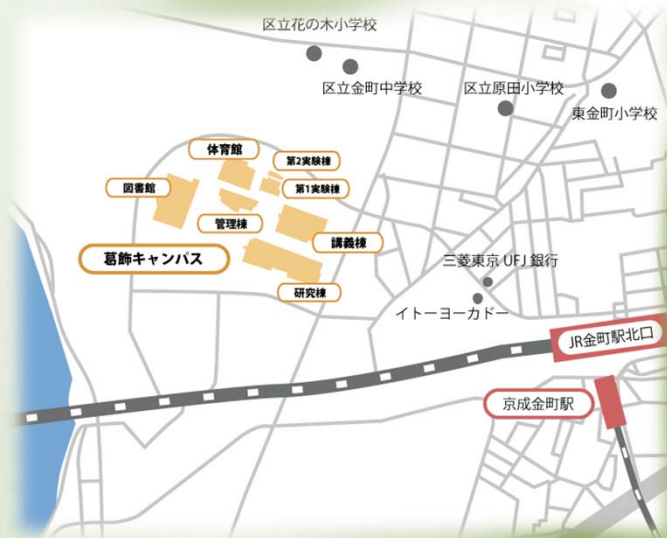 区立花の木小学校
区立金町中学校
区立原田小学校
東金町小学校
体育館
第2実験棟
図書館
第1実験棟
管理棟
講義棟
葛飾キャンパス
三菱東京UFJ銀行
研究棟
イトーヨーカドー
JR金町駅北口
京成金町駅